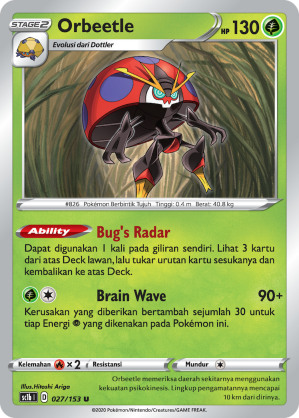 STAGE2 Orbeetle HP 130
Evolusi dari Dottler
#826 Pokémon Berbintik Tujuh Tinggi: 0.4 m Berat: 40.8 kg
Ability Bug's Radar
Dapat digunakan 1 kali pada giliran sendiri. Lihat 3 kartu
dari atas Deck lawan, lalu tukar urutan kartu sesukanya dan
kembalikan ke atas Deck.
Brain Wave 90+
Kerusakan yang diberikan bertambah sejumlah 30 untuk
tiap Energi yang dikenakan pada Pokémon ini.
Kelemahan ×2 Resistansi Mundur
Illus. Hitoshi Ariga
sc1b I D 027/153 U
Orbeetle memeriksa daerah sekitarnya menggunakan
kekuatan psikisnya. Lingkup pengamatannya mencapai
10 km dari dirinya.
©2020 Pokémon/Nintendo/Creatures/GAME FREAK.